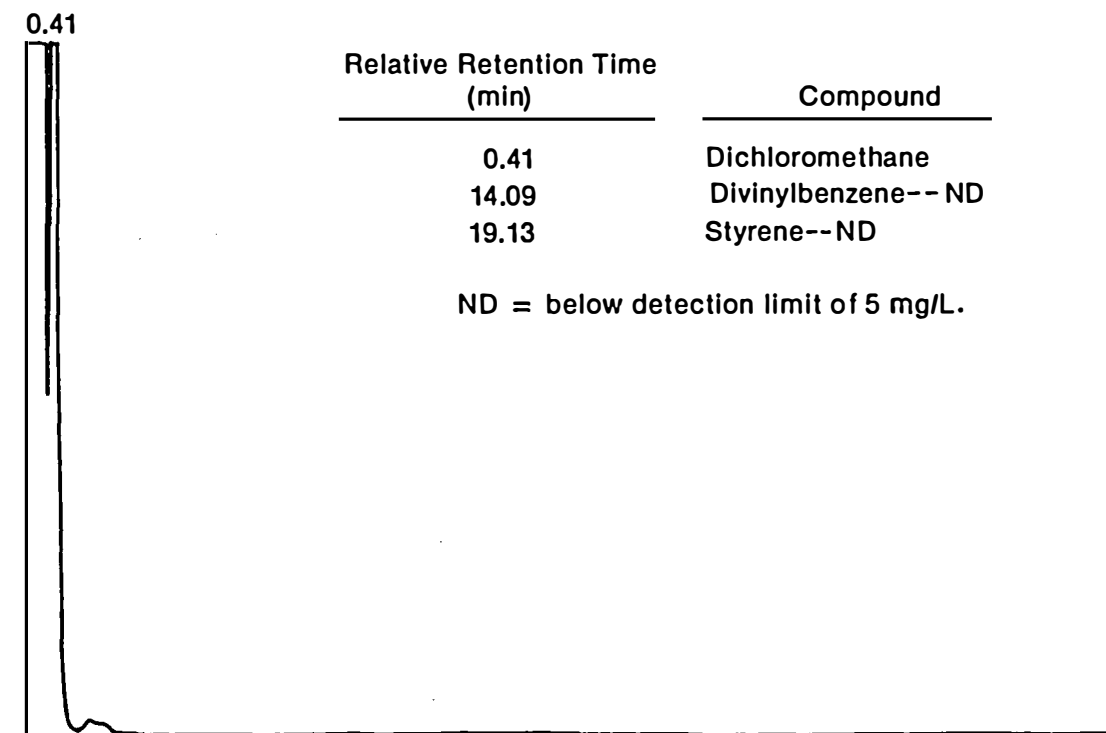 0.41
Relative Retention Time
(min) Compound
0.41 Dichloromethane
14.09 Divinylbenzene--ND
19.13 Styrene--ND
ND = below detection limit of 5 mg/L.